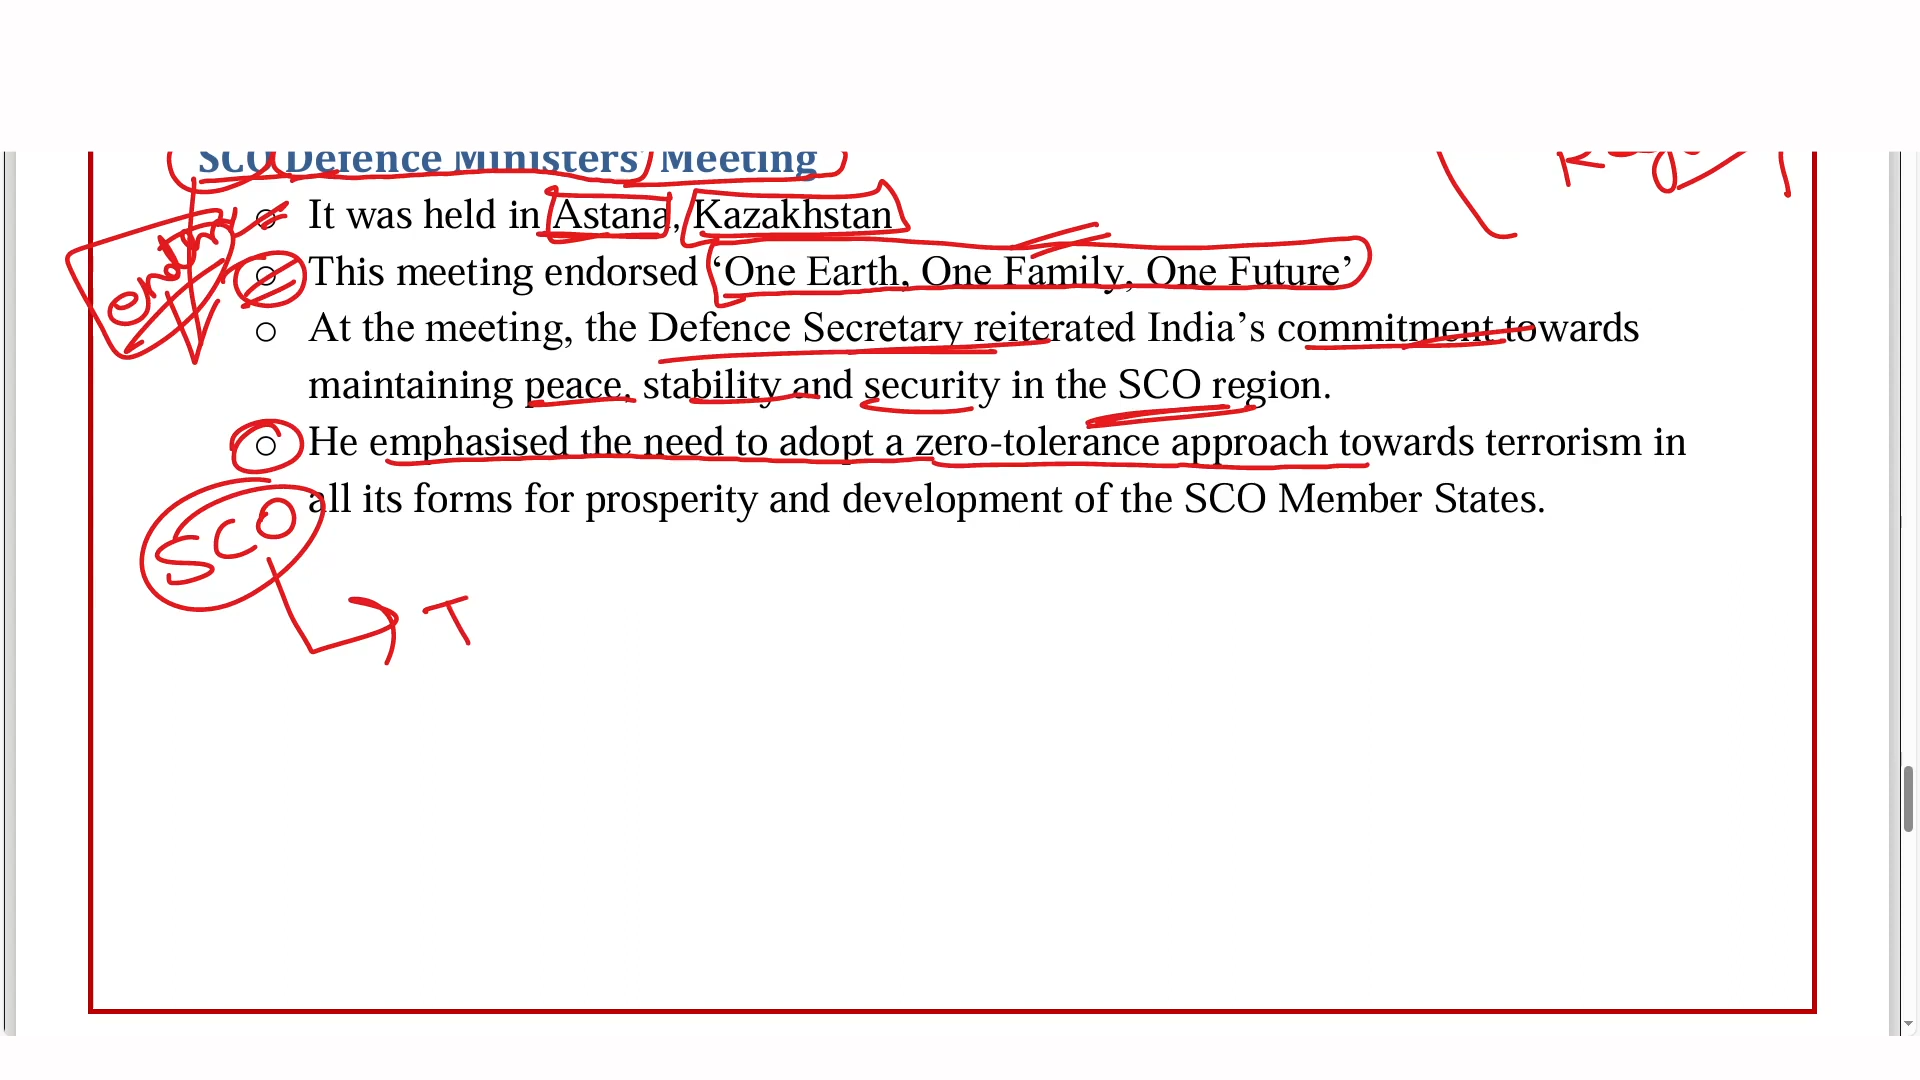 SCO Defence Ministers' Meeting
o It was held in Astana, Kazakhstan
o This meeting endorsed ‘One Earth, One Family, One Future’
o At the meeting, the Defence Secretary reiterated India’s commitment towards
maintaining peace, stability and security in the SCO region.
o He emphasised the need to adopt a zero-tolerance approach towards terrorism in
all its forms for prosperity and development of the SCO Member States.
SCO
T